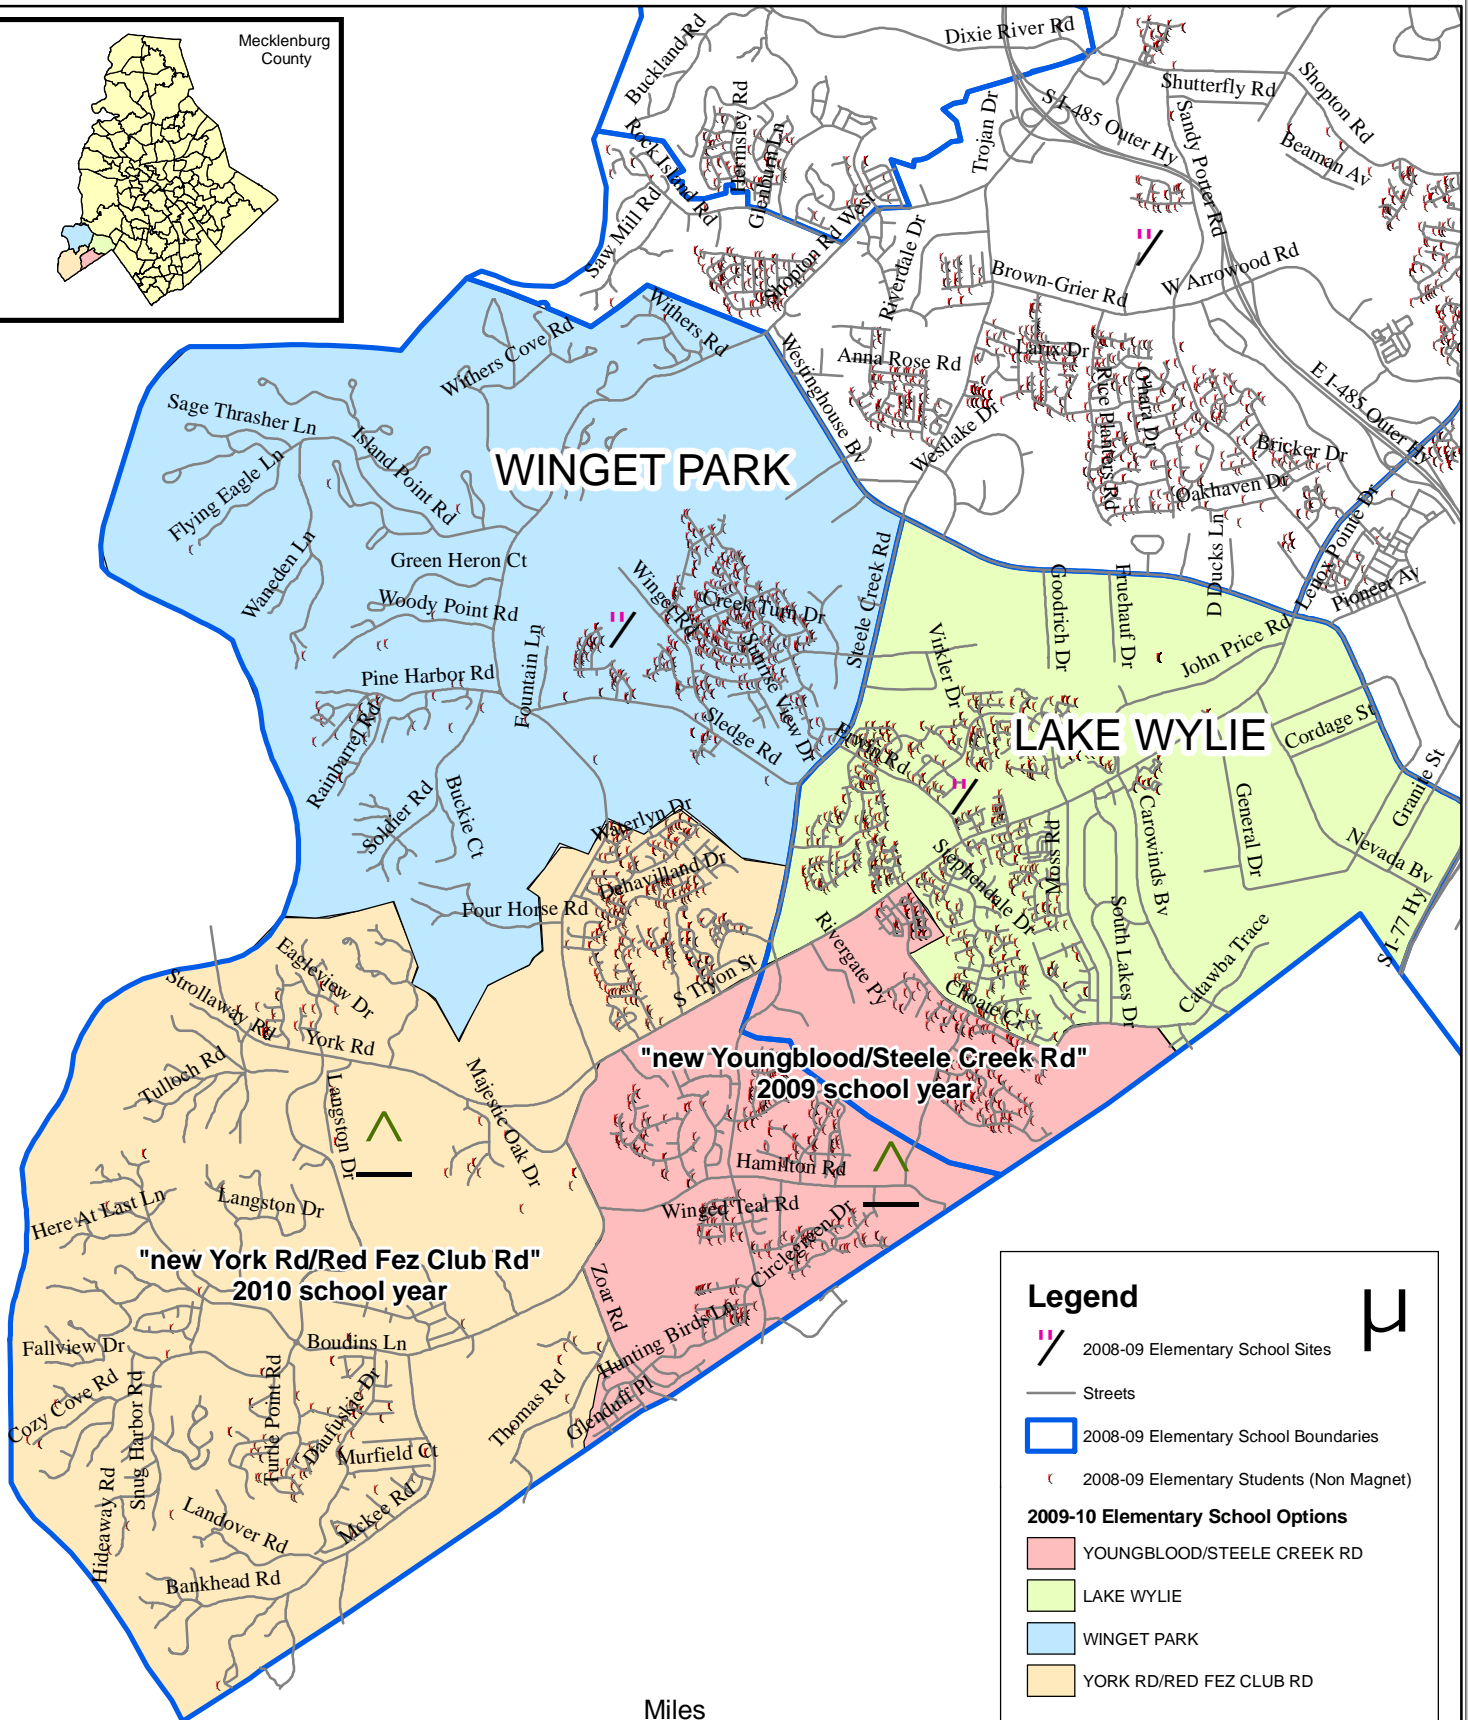 Mecklenburg
County
Buckland Rd
Dixie River Rd
Shutterfly Rd
Shopton Rd
S I-485 Outer Hy
Sandy Porter Rd
Beaman Av
Trojan Dr
Hermsley Rd
Glenburn Ln
Rock Island Rd
Saw Mill Rd
Shopton Rd West
Riverdale Dr
Brown-Grier Rd
W Arrowood Rd
Withers Rd
Withers Cove Rd
Westinghouse Bv
Anna Rose Rd
Larix Dr
O'hara Dr
Rice Planters Rd
E I-485 Outer Hy
Westlake Dr
Bricker Dr
Oakhaven Dr
Sage Thrasher Ln
Island Point Rd
Flying Eagle Ln
WINGET PARK
Waneden Ln
Green Heron Ct
Woody Point Rd
Winget Rd
Creek Turn Dr
Sunrise View Dr
Steele Creek Rd
Goodrich Dr
Fruehauf Dr
D Ducks Ln
Lenox Pointe Dr
Pioneer Av
John Price Rd
Virkler Dr
Pine Harbor Rd
Fountain Ln
Rainbarrel Rd
Sledge Rd
Erwin Rd
LAKE WYLIE
Cordage St
Granite St
Soldier Rd
Buckie Ct
Waterlyn Dr
Dehavilland Dr
Moss Rd
Carowinds Bv
General Dr
Nevada Bv
Stephendale Dr
Four Horse Rd
Rivergate Py
South Lakes Dr
Catawba Trace
S I-77 Hy
Eagleview Dr
Strollaway Rd
York Rd
S Tryon St
Choate Cr
Tulloch Rd
Langston Dr
Majestic Oak Dr
"new Youngblood/Steele Creek Rd"
2009 school year
Hamilton Rd
Here At Last Ln
Langston Dr
Winged Teal Rd
Circlegreen Dr
"new York Rd/Red Fez Club Rd"
2010 school year
Zoar Rd
Hunting Birds Ln
Fallview Dr
Boudins Ln
Cozy Cove Rd
Snug Harbor Rd
Turtle Point Rd
Daufuskie Dr
Thomas Rd
Glenduff Pl
Murfield Ct
Hideaway Rd
Landover Rd
Mckee Rd
Bankhead Rd
Miles
Legend
µ
2008-09 Elementary School Sites
Streets
2008-09 Elementary School Boundaries
2008-09 Elementary Students (Non Magnet)
2009-10 Elementary School Options
YOUNGBLOOD/STEELE CREEK RD
LAKE WYLIE
WINGET PARK
YORK RD/RED FEZ CLUB RD